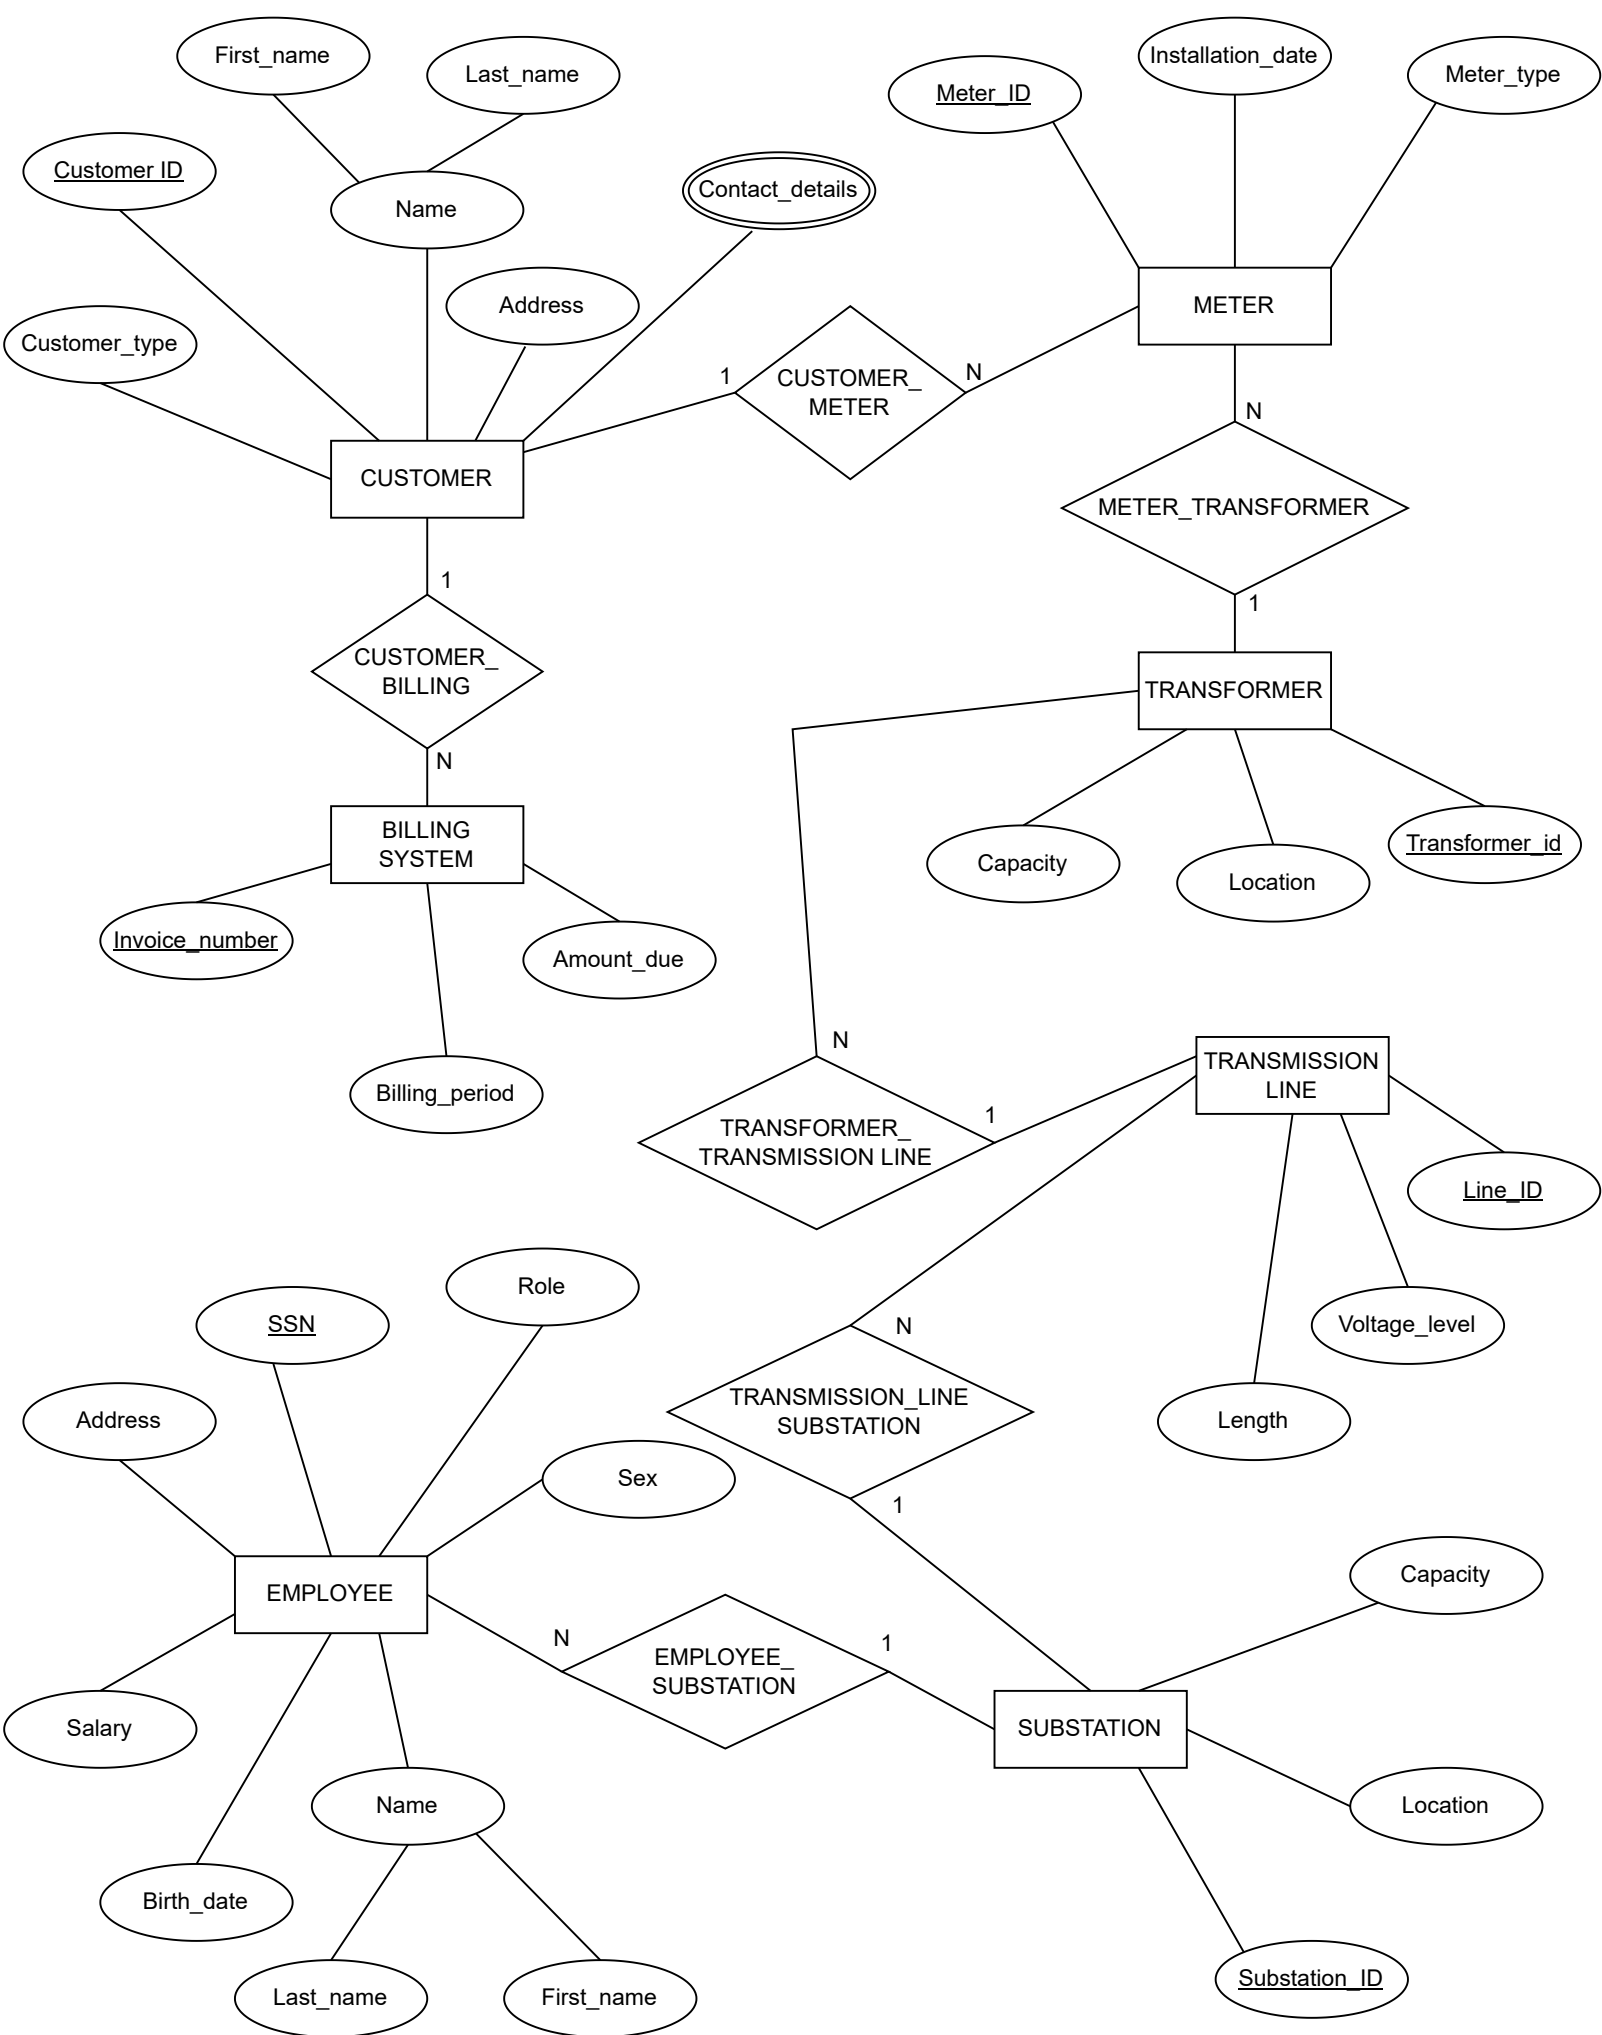 First_name
Last_name
Installation_date
Meter_type
Meter_ID
Customer ID
Contact_details
Name
Address
METER
Customer_type
1
CUSTOMER_
METER
N
N
CUSTOMER
METER_TRANSFORMER
1
1
CUSTOMER_
BILLING
TRANSFORMER
N
BILLING
SYSTEM
Capacity
Location
Transformer_id
Invoice_number
Amount_due
N
TRANSMISSION
LINE
Billing_period
1
TRANSFORMER_
TRANSMISSION LINE
Line_ID
Role
SSN
N
Voltage_level
Address
TRANSMISSION_LINE
SUBSTATION
Length
Sex
1
Capacity
EMPLOYEE
N
1
EMPLOYEE_
SUBSTATION
Salary
SUBSTATION
Name
Location
Birth_date
Last_name
First_name
Substation_ID